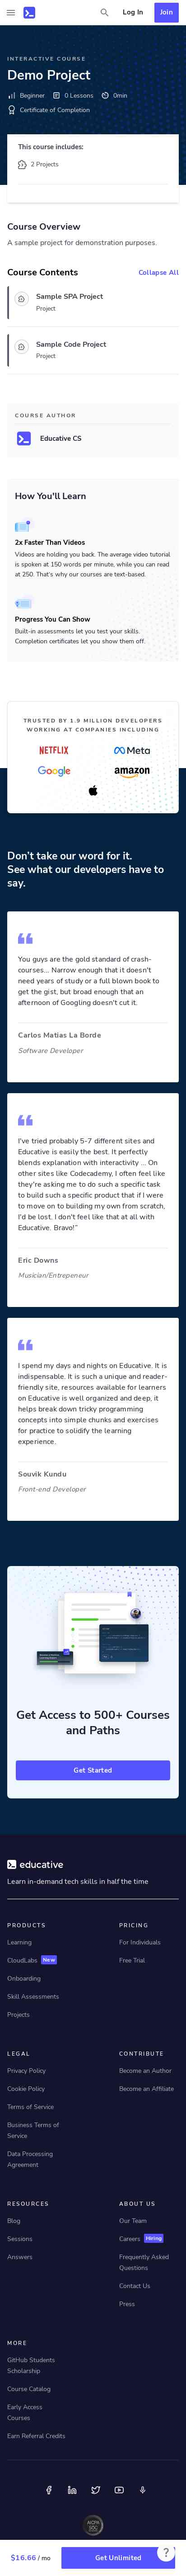 Log In
Join
INTERACTIVE COURSE
Demo Project
Beginner
0 Lessons
0min
Certificate of Completion
This course includes:
2 Projects
Course Overview
A sample project for demonstration purposes.
Course Contents
Collapse All
Sample SPA Project
Project
Sample Code Project
Project
COURSE AUTHOR
Educative CS
How You'll Learn
2x Faster Than Videos
Videos are holding you back. The average video tutorial
is spoken at 150 words per minute, while you can read
at 250. That's why our courses are text-based.
Progress You Can Show
Built-in assessments let you test your skills.
Completion certificates let you show them off.
TRUSTED BY 1.9 MILLION DEVELOPERS
WORKING AT COMPANIES INCLUDING
NETFLIX
Meta
Google
amazon
Don't take our word for it.
See what our developers have to
say.
You guys are the gold standard of crash-
courses... Narrow enough that it doesn't
need years of study or a full blown book to
get the gist, but broad enough that an
afternoon of Googling doesn't cut it.
Carlos Matias La Borde
Software Developer
I've tried probably 5-7 different sites and
Educative is easily the best. It perfectly
blends explanation with interactivity ... Other
sites like Codecademy do help, but often it
ends up coaxing me to do such a specific task
to build such a specific product that if I were
to move on to building my own from scratch,
I'd be lost. I don't feel like that at all with
Educative. Bravo!"
Eric Downs
Musician/Entrepeneur
I spend my days and nights on Educative. It is
indispensable. It is such a unique and reader-
friendly site, resources available for learners
on Educative is well organized and deep, it
helps break down tricky programming
concepts into simple chunks and exercises
for practice to solidify the learning
experience.
Souvik Kundu
Front-end Developer
Get Access to 500+ Courses
and Paths
Get Started
educative
Learn in-demand tech skills in half the time
PRODUCTS
Learning
CloudLabs New
Onboarding
Skill Assessments
Projects
PRICING
For Individuals
Free Trial
LEGAL
Privacy Policy
Cookie Policy
Terms of Service
Business Terms of
Service
Data Processing
Agreement
CONTRIBUTE
Become an Author
Become an Affiliate
RESOURCES
Blog
Sessions
Answers
ABOUT US
Our Team
Careers Hiring
Frequently Asked
Questions
Contact Us
Press
MORE
GitHub Students
Scholarship
Course Catalog
Early Access
Courses
Earn Referral Credits
AICPA
SOC
$16.66 / mo
Get Unlimited
?